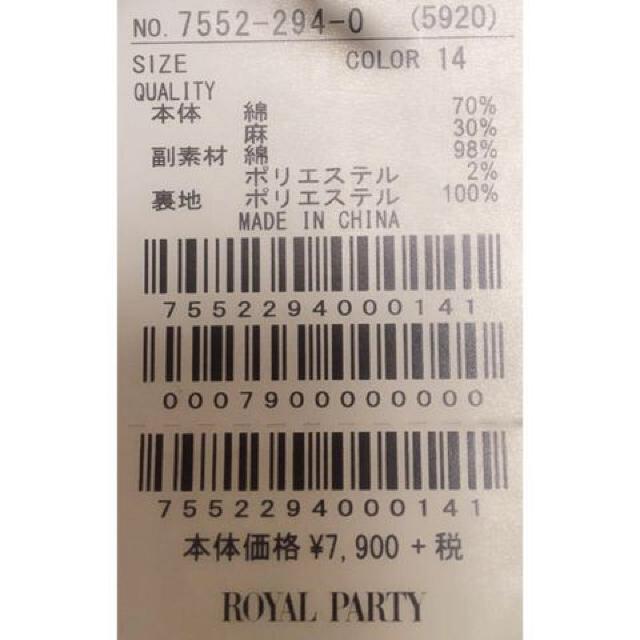 NO. 7552-294-0 (5920)
SIZE COLOR 14
QUALITY
本体 綿 70%
麻 30%
副素材 綿 98%
ポリエステル 2%
裏地 ポリエステル 100%
MADE IN CHINA
7552294000141
0007900000000
7552294000141
本体価格 ¥7,900 + 税
ROYAL PARTY